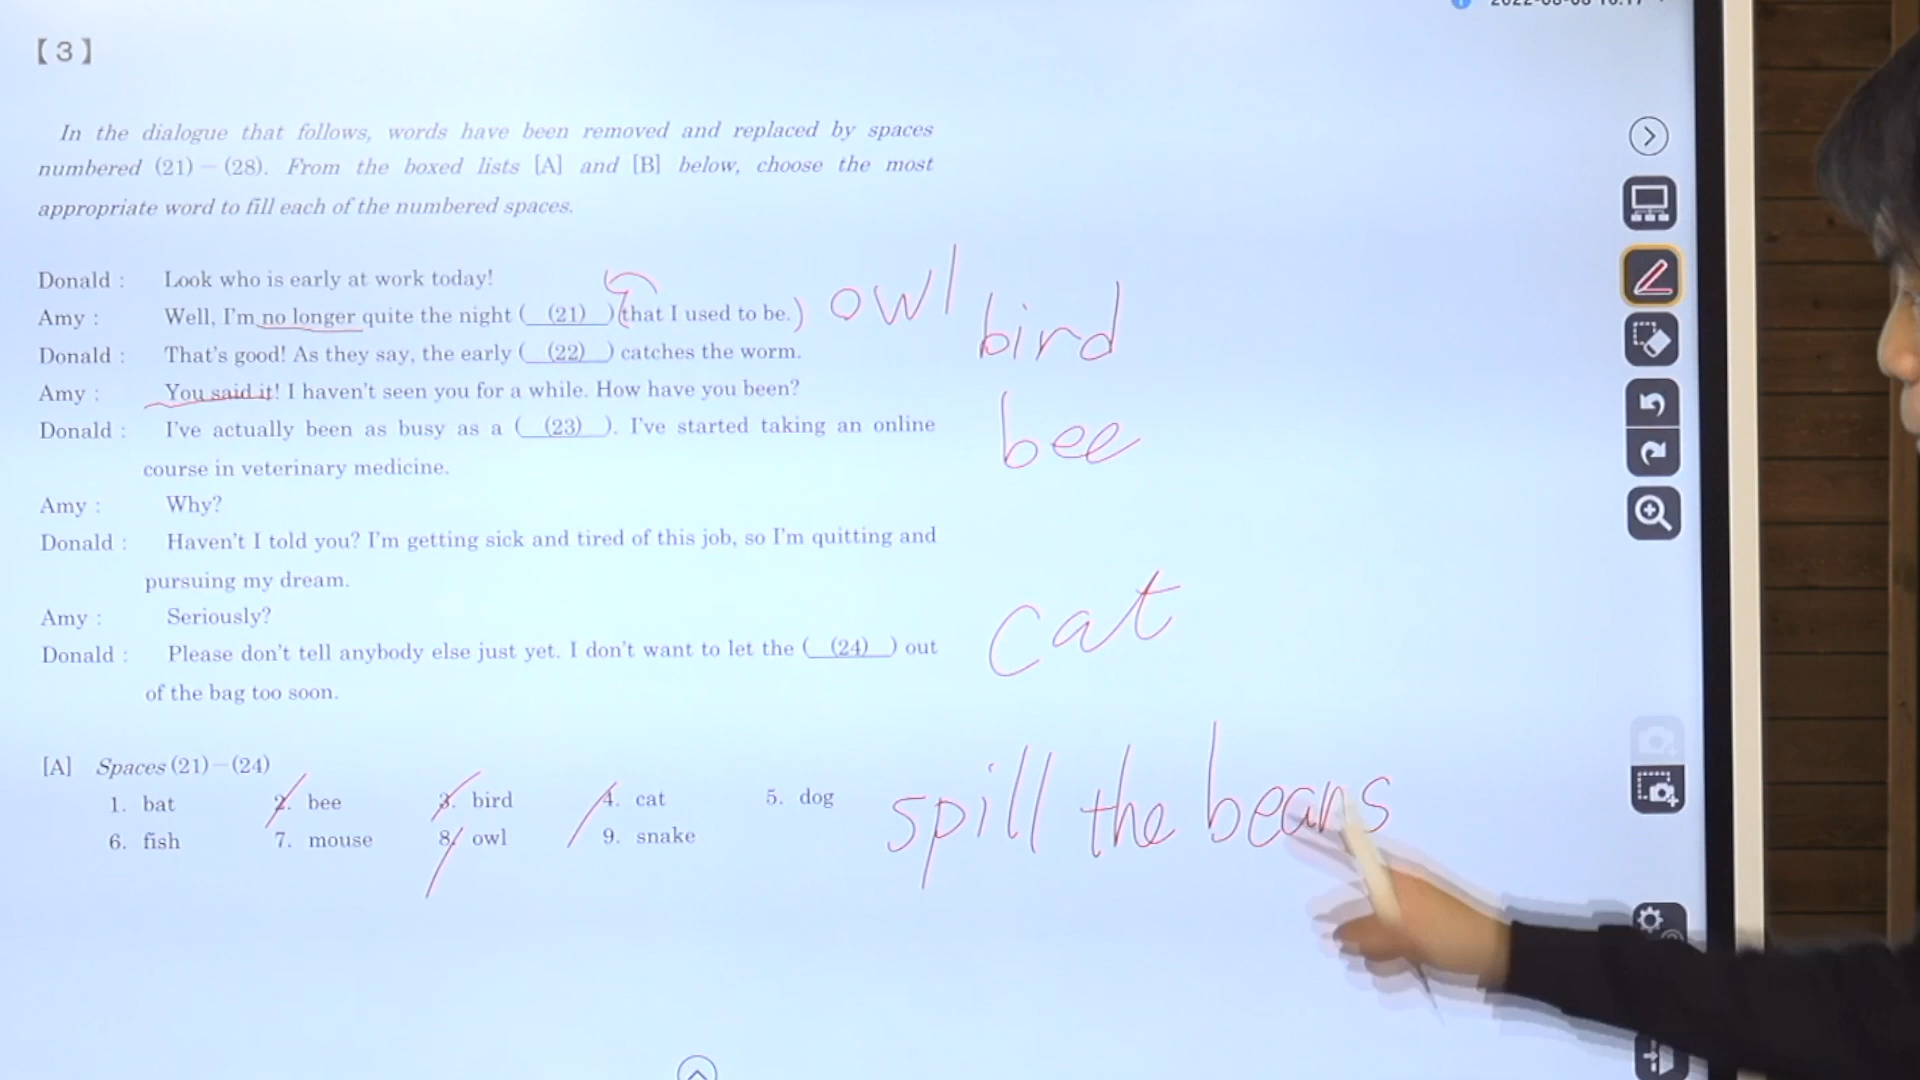 【3】
In the dialogue that follows, words have been removed and replaced by spaces
numbered (21)－(28). From the boxed lists [A] and [B] below, choose the most
appropriate word to fill each of the numbered spaces.
Donald : Look who is early at work today!
Amy : Well, I'm no longer quite the night ( (21) ) (that I used to be.) owl
Donald : That's good! As they say, the early ( (22) ) catches the worm. bird
Amy : You said it! I haven't seen you for a while. How have you been?
Donald : I've actually been as busy as a ( (23) ). I've started taking an online bee
course in veterinary medicine.
Amy : Why?
Donald : Haven't I told you? I'm getting sick and tired of this job, so I'm quitting and
pursuing my dream.
Amy : Seriously? cat
Donald : Please don't tell anybody else just yet. I don't want to let the ( (24) ) out
of the bag too soon.
[A] Spaces (21)－(24)
1. bat 2. bee 3. bird 4. cat 5. dog
6. fish 7. mouse 8. owl 9. snake
spill the beans